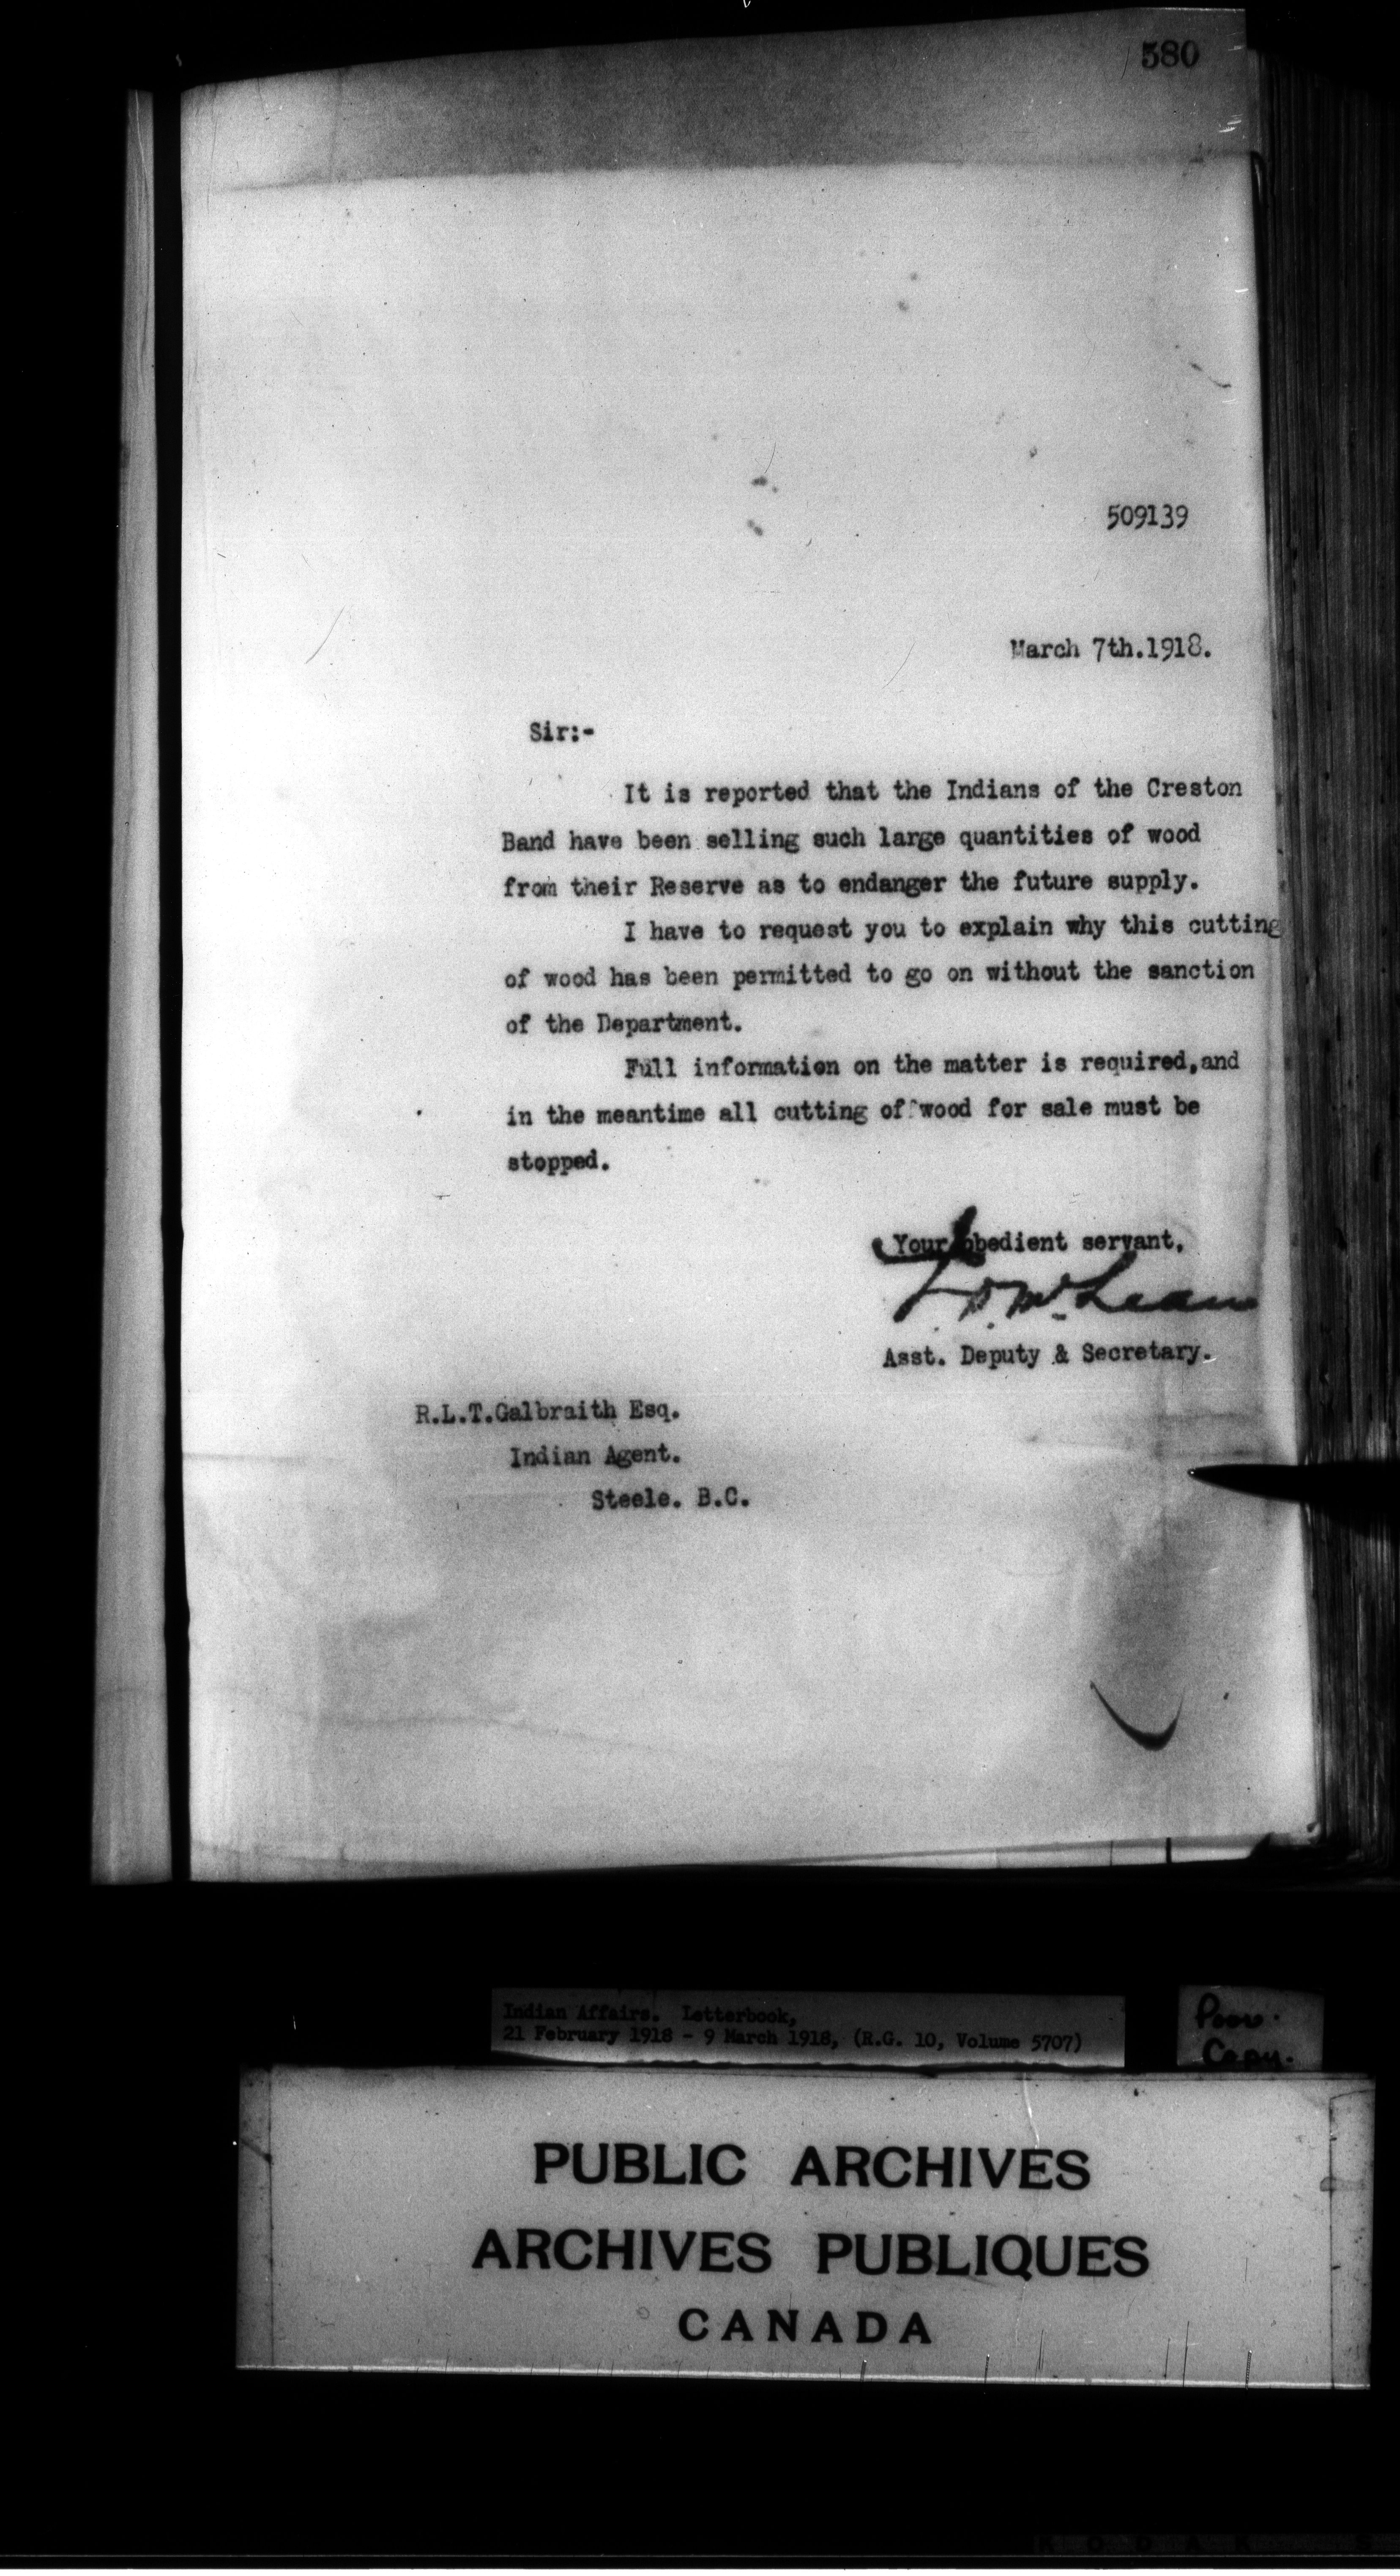 580
509139
March 7th.1918.
Sir:-
It is reported that the Indians of the Creston
Band have been selling such large quantities of wood
from their Reserve as to endanger the future supply.
I have to request you to explain why this cutting
of wood has been permitted to go on without the sanction
of the Department.
Full information on the matter is required,and
in the meantime all cutting of wood for sale must be
stopped.
Your obedient servant,
J. D. McLean
Asst. Deputy & Secretary.
R.L.T.Galbraith Esq.
Indian Agent.
Steele. B.C.
Indian Affairs. Letterbook,
21 February 1918 - 9 March 1918, (R.G. 10, Volume 5707)
Poor.
Copy.
PUBLIC ARCHIVES
ARCHIVES PUBLIQUES
CANADA